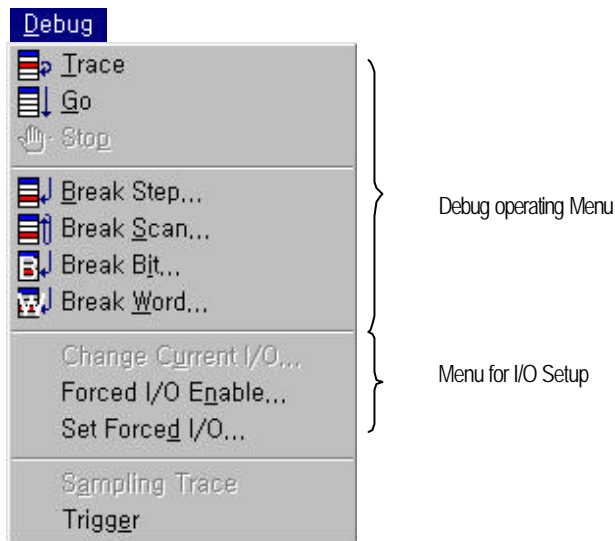 Debug
Trace
Go
Stop
Break Step...
Break Scan...
Break Bit...
Break Word...
Debug operating Menu
Change Current I/O...
Forced I/O Enable...
Set Forced I/O...
Menu for I/O Setup
Sampling Trace
Trigger